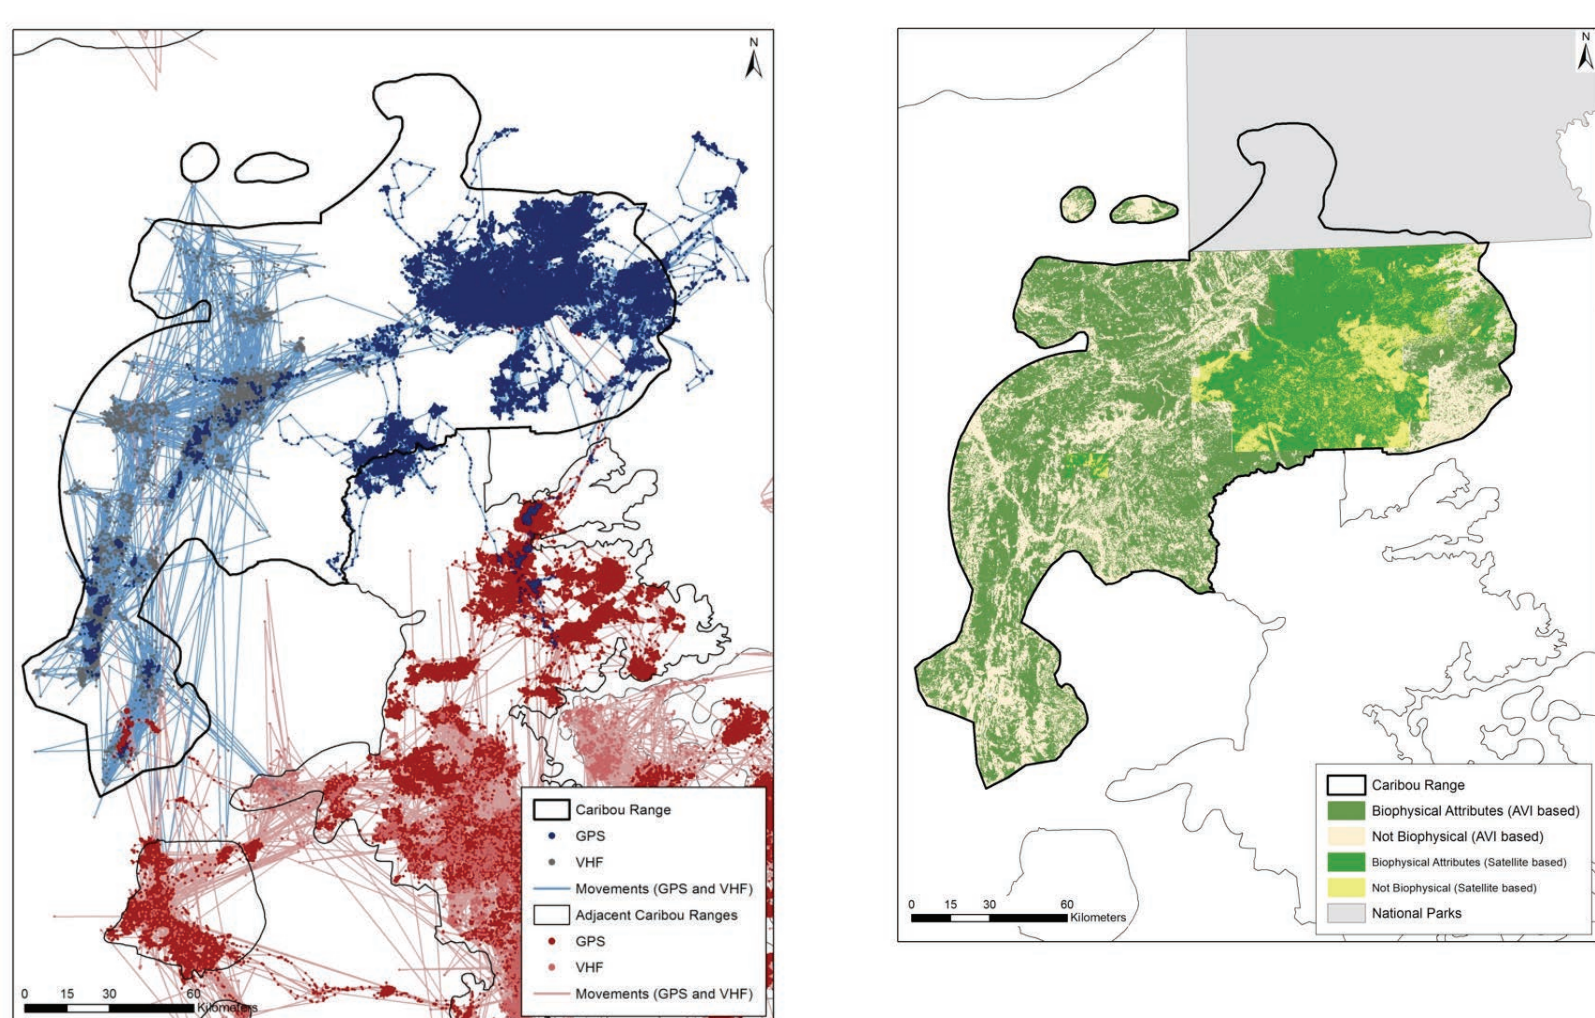 N
Caribou Range
GPS
VHF
Movements (GPS and VHF)
Adjacent Caribou Ranges
GPS
VHF
Movements (GPS and VHF)
0 15 30 60
Kilometers
N
Caribou Range
Biophysical Attributes (AVI based)
Not Biophysical (AVI based)
Biophysical Attributes (Satellite based)
Not Biophysical (Satellite based)
National Parks
0 15 30 60
Kilometers